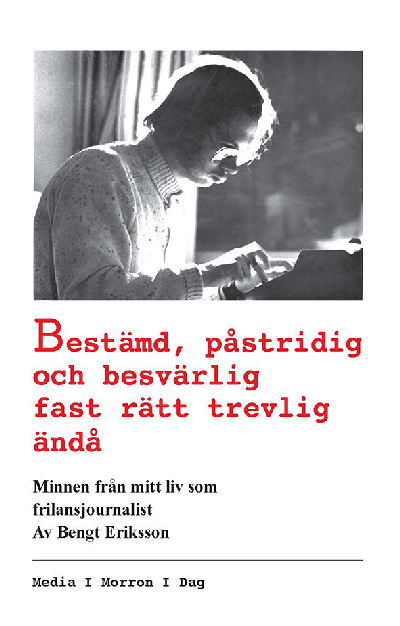 Bestämd, påstridig
och besvärlig
fast rätt trevlig
ändå
Minnen från mitt liv som
frilansjournalist
Av Bengt Eriksson
Media I Morron I Dag